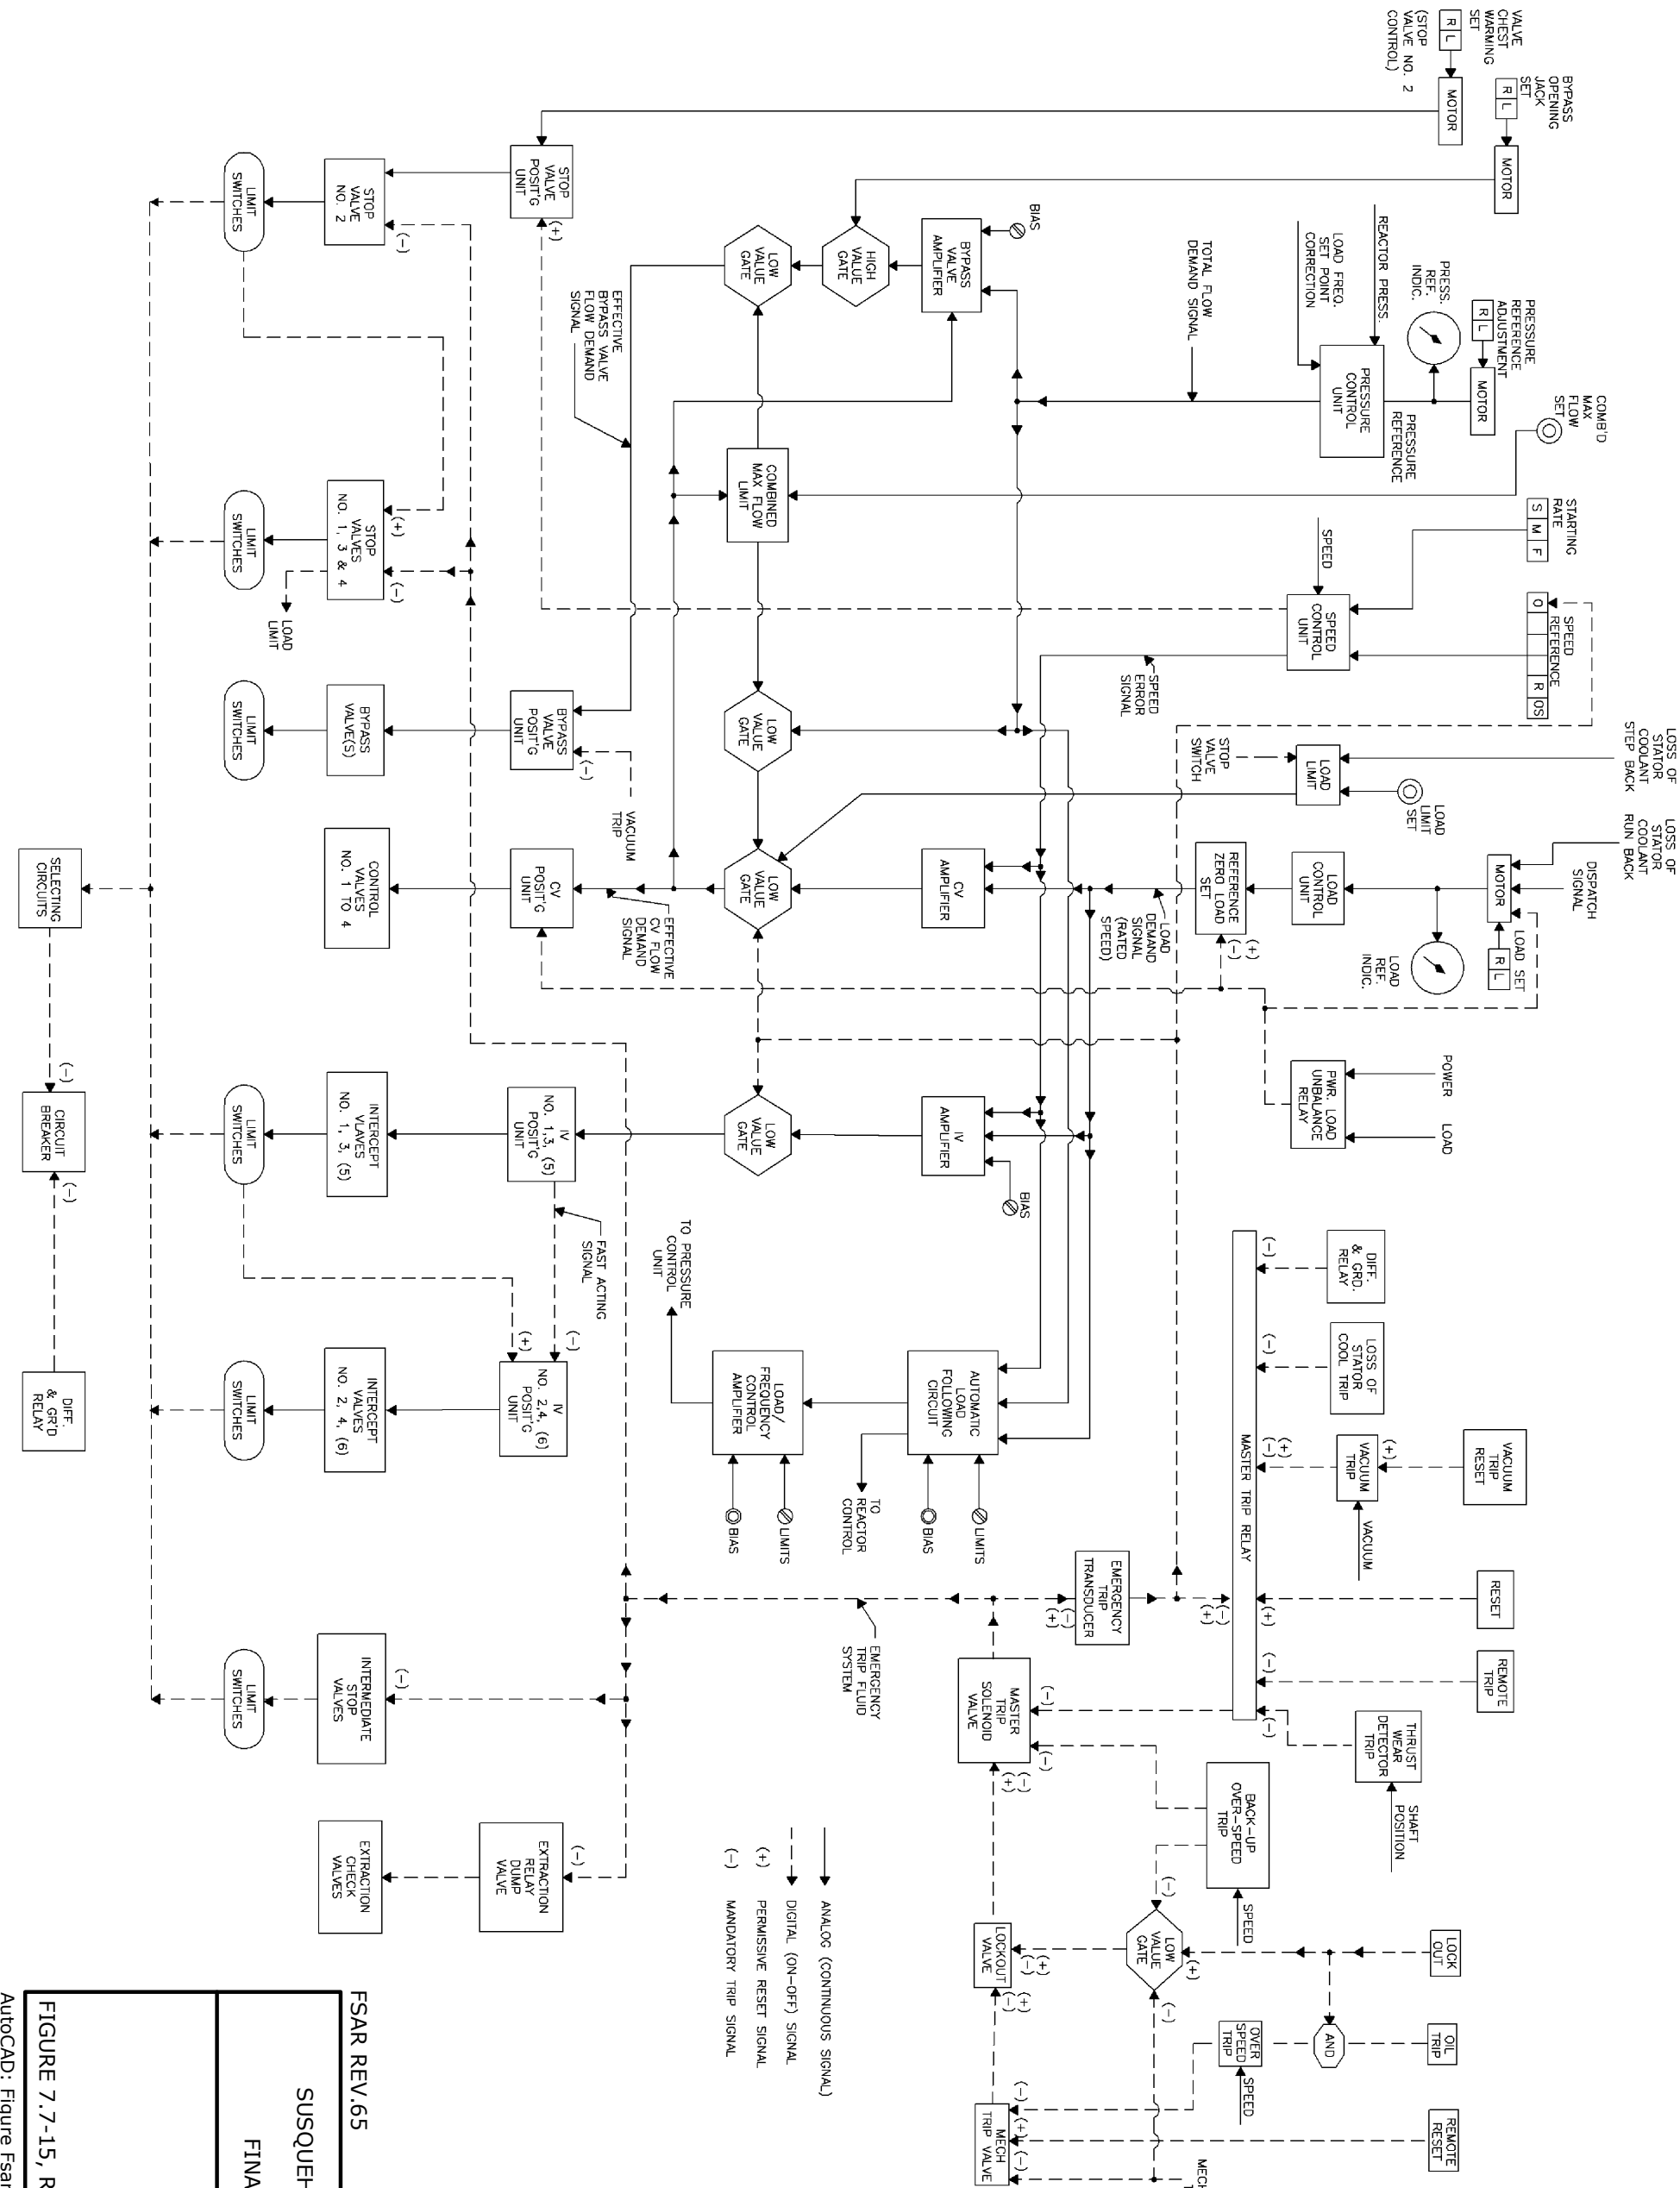 VALVE
CHEST
WARMING
SET
R L
(STOP
VALVE NO. 2
CONTROL)
MOTOR
BYPASS
OPENING
JACK
SET
R L
MOTOR
PRESSURE
REFERENCE
ADJUSTMENT
R L
MOTOR
PRESS.
REF.
INDIC.
REACTOR PRESS.
LOAD FREQ.
SET POINT
CORRECTION
PRESSURE
CONTROL
UNIT
PRESSURE
REFERENCE
COMB'D
MAX
FLOW
SET
STARTING
RATE
S M F
SPEED
SPEED
CONTROL
UNIT
SPEED
REFERENCE
O R OS
LOSS OF
STATOR
COOLANT
STEP BACK
LOAD
LIMIT
SET
LOAD
LIMIT
STOP
VALVE
SWITCH
LOSS OF
STATOR
COOLANT
RUN BACK
DISPATCH
SIGNAL
MOTOR
LOAD SET
R L
LOAD
REF.
INDIC.
LOAD
CONTROL
UNIT
REFERENCE
ZERO LOAD
SET
(+)
(-)
POWER
LOAD
PWR. LOAD
UNBALANCE
RELAY
TOTAL FLOW
DEMAND SIGNAL
SPEED
ERROR
SIGNAL
LOAD
DEMAND
SIGNAL
(RATED
SPEED)
BIAS
BYPASS
VALVE
AMPLIFIER
HIGH
VALUE
GATE
LOW
VALUE
GATE
COMBINED
MAX FLOW
LIMIT
LOW
VALUE
GATE
CV
AMPLIFIER
LOW
VALUE
GATE
IV
AMPLIFIER
BIAS
LOW
VALUE
GATE
AUTOMATIC
LOAD
FOLLOWING
CIRCUIT
LIMITS
BIAS
TO
REACTOR
CONTROL
LOAD/
FREQUENCY
CONTROL
AMPLIFIER
LIMITS
BIAS
TO PRESSURE
CONTROL
UNIT
EFFECTIVE
BYPASS VALVE
FLOW DEMAND
SIGNAL
EFFECTIVE
CV FLOW
DEMAND
SIGNAL
VACUUM
TRIP
STOP
VALVE
POSIT'G
UNIT
(+)
BYPASS
VALVE
POSIT'G
UNIT
(-)
CV
POSIT'G
UNIT
IV
NO. 1,3, (5)
POSIT'G
UNIT
FAST ACTING
SIGNAL
(-)
(+)
IV
NO. 2,4, (6)
POSIT'G
UNIT
STOP
VALVE
NO. 2
(-)
STOP
VALVES
NO. 1, 3 & 4
(+)
(-)
LOAD
LIMIT
BYPASS
VALVE(S)
CONTROL
VALVES
NO. 1 TO 4
INTERCEPT
VLAVES
NO. 1, 3, (5)
INTERCEPT
VALVES
NO. 2, 4, (6)
INTERMEDIATE
STOP
VALVES
(-)
EXTRACTION
RELAY
DUMP
VALVE
(-)
EXTRACTION
CHECK
VALVES
LIMIT
SWITCHES
LIMIT
SWITCHES
LIMIT
SWITCHES
LIMIT
SWITCHES
LIMIT
SWITCHES
LIMIT
SWITCHES
SELECTING
CIRCUITS
(-)
CIRCUIT
BREAKER
(-)
DIFF.
& GR'D
RELAY
DIFF.
& GRD.
RELAY
(-)
LOSS OF
STATOR
COOL TRIP
(-)
VACUUM
TRIP
RESET
(+)
VACUUM
TRIP
VACUUM
(+)
(-)
RESET
(+)
REMOTE
TRIP
(-)
THRUST
WEAR
DETECTOR
TRIP
SHAFT
POSITION
(-)
MASTER TRIP RELAY
(-)
(+)
EMERGENCY
TRIP
TRANSDUCER
(-)
(+)
EMERGENCY
TRIP FLUID
SYSTEM
MASTER
TRIP
SOLENOID
VALVE
(-)
(-)
(-)
(+)
BACK-UP
OVER-SPEED
TRIP
SPEED
(-)
LOW
VALUE
GATE
(+)
(-)
LOCK
OUT
AND
OIL
TRIP
OVER
SPEED
TRIP
SPEED
LOCKOUT
VALVE
(+)
(-)
(+)
(-)
REMOTE
RESET
MECH
TRIP VALVE
(-)
(+)
(-)
ANALOG (CONTINUOUS SIGNAL)
DIGITAL (ON-OFF) SIGNAL
(+) PERMISSIVE RESET SIGNAL
(-) MANDATORY TRIP SIGNAL
FSAR REV.65
FIGURE 7.7-15, R